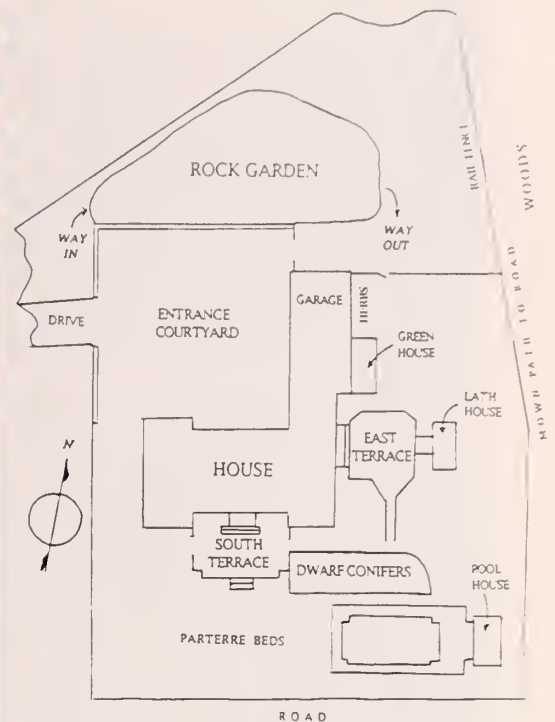 ROCK GARDEN
RAIL FENCE
WOODS
WAY
IN
WAY
OUT
DRIVE
ENTRANCE
COURTYARD
GARAGE
HERBS
GREEN
HOUSE
MOWN PATH TO ROAD
LATH
HOUSE
EAST
TERRACE
N
HOUSE
SOUTH
TERRACE
DWARF CONIFERS
POOL
HOUSE
PARTERRE BEDS
ROAD